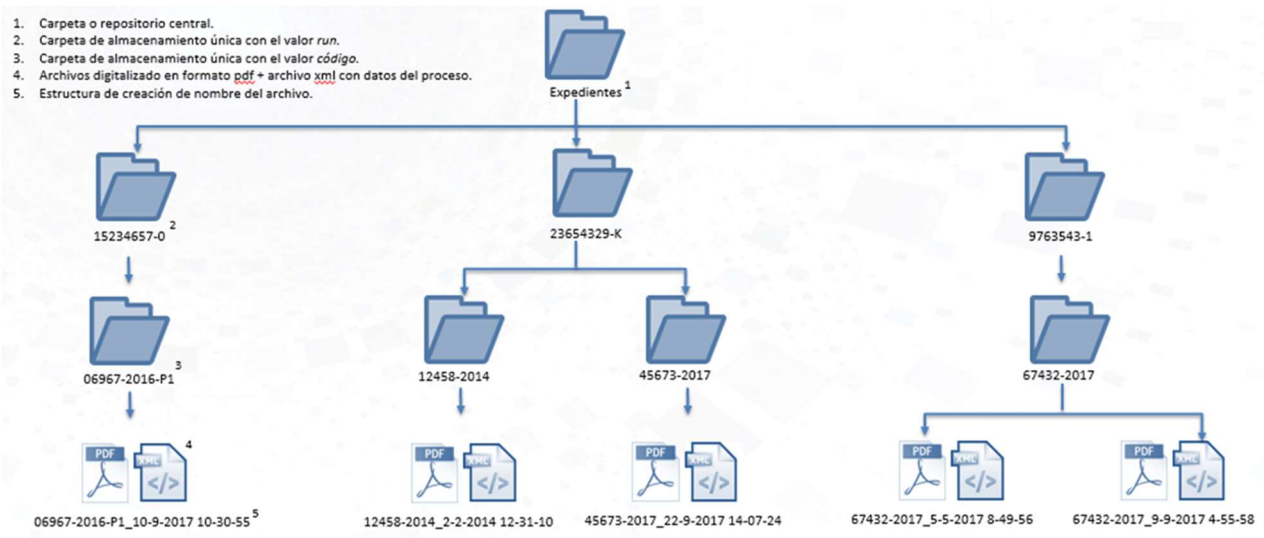 1. Carpeta o repositorio central.
2. Carpeta de almacenamiento única con el valor run.
3. Carpeta de almacenamiento única con el valor código.
4. Archivos digitalizado en formato pdf + archivo xml con datos del proceso.
5. Estructura de creación de nombre del archivo.
Expedientes 1
15234657-0 2
23654329-K
9763543-1
06967-2016-P1 3
12458-2014
45673-2017
67432-2017
PDF XML </> 4
PDF XML </>
PDF XML </>
PDF XML </>
PDF XML </>
06967-2016-P1_10-9-2017 10-30-55 5
12458-2014_2-2-2014 12-31-10
45673-2017_22-9-2017 14-07-24
67432-2017_5-5-2017 8-49-56
67432-2017_9-9-2017 4-55-58